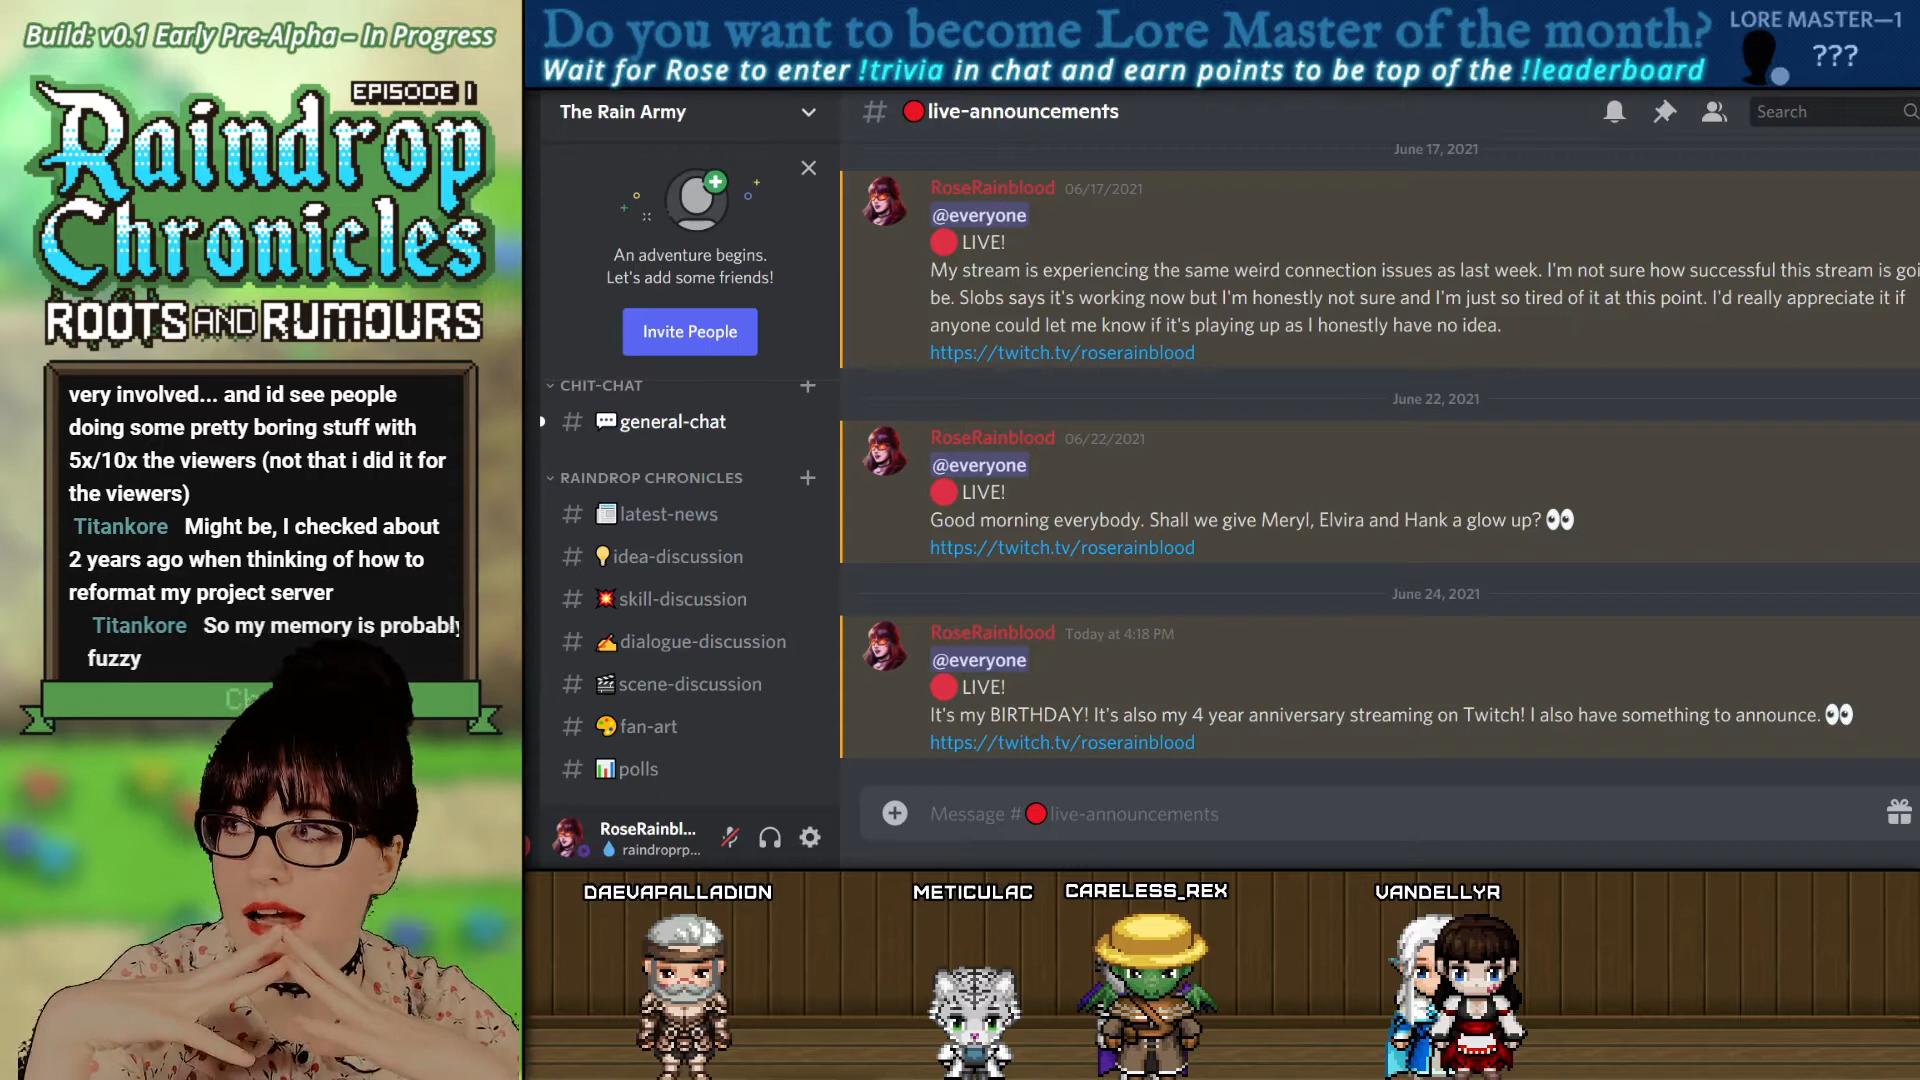 Build: v0.1 Early Pre-Alpha – In Progress
EPISODE I
Raindrop
Chronicles
ROOTS AND RUMOURS
very involved... and id see people
doing some pretty boring stuff with
5x/10x the viewers (not that i did it for
the viewers)
Titankore Might be, I checked about
2 years ago when thinking of how to
reformat my project server
Titankore So my memory is probably
fuzzy
Do you want to become Lore Master of the month?
Wait for Rose to enter !trivia in chat and earn points to be top of the !leaderboard
LORE MASTER—1
???
The Rain Army
An adventure begins.
Let's add some friends!
Invite People
CHIT-CHAT
# 💬general-chat
RAINDROP CHRONICLES
# 📰latest-news
# 💡idea-discussion
# 💥skill-discussion
# ✍dialogue-discussion
# 🎬scene-discussion
# 🎨fan-art
# 📊polls
RoseRainbl...
💧 raindroprp...
# 🔴live-announcements
Search
June 17, 2021
RoseRainblood 06/17/2021
@everyone
🔴 LIVE!
My stream is experiencing the same weird connection issues as last week. I'm not sure how successful this stream is goi
be. Slobs says it's working now but I'm honestly not sure and I'm just so tired of it at this point. I'd really appreciate it if
anyone could let me know if it's playing up as I honestly have no idea.
https://twitch.tv/roserainblood
June 22, 2021
RoseRainblood 06/22/2021
@everyone
🔴 LIVE!
Good morning everybody. Shall we give Meryl, Elvira and Hank a glow up? 👀
https://twitch.tv/roserainblood
June 24, 2021
RoseRainblood Today at 4:18 PM
@everyone
🔴 LIVE!
It's my BIRTHDAY! It's also my 4 year anniversary streaming on Twitch! I also have something to announce. 👀
https://twitch.tv/roserainblood
Message #🔴live-announcements
DAEVAPALLADION
METICULAC
CARELESS_REX
VANDELLYR